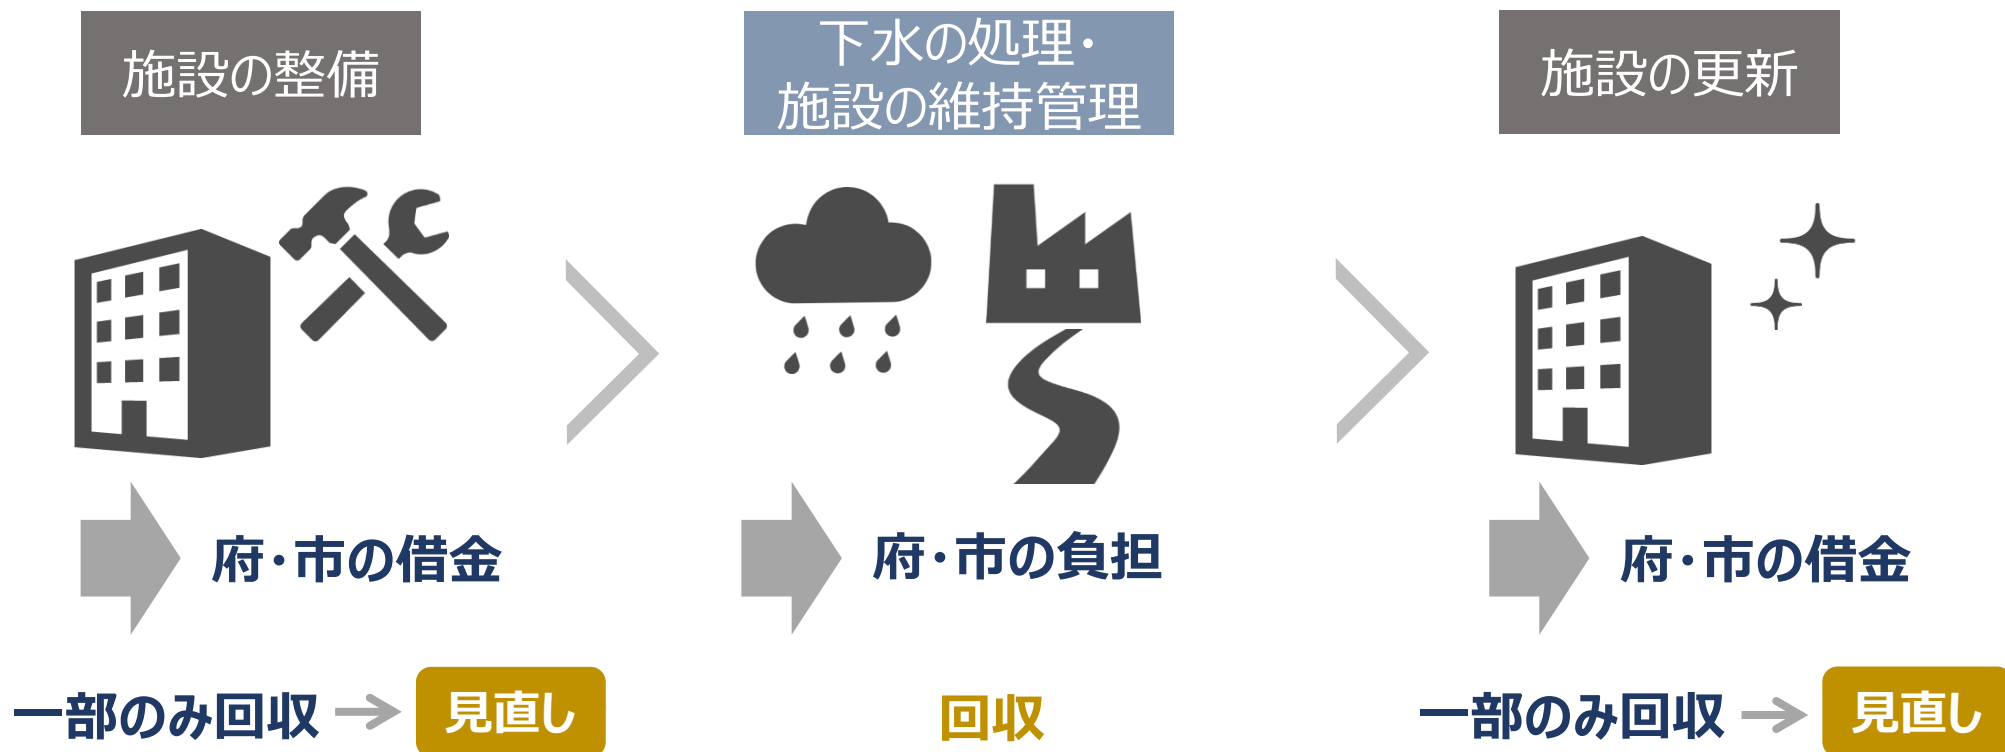 施設の整備
下水の処理・
施設の維持管理
施設の更新
府・市の借金
府・市の負担
府・市の借金
一部のみ回収
見直し
回収
一部のみ回収
見直し